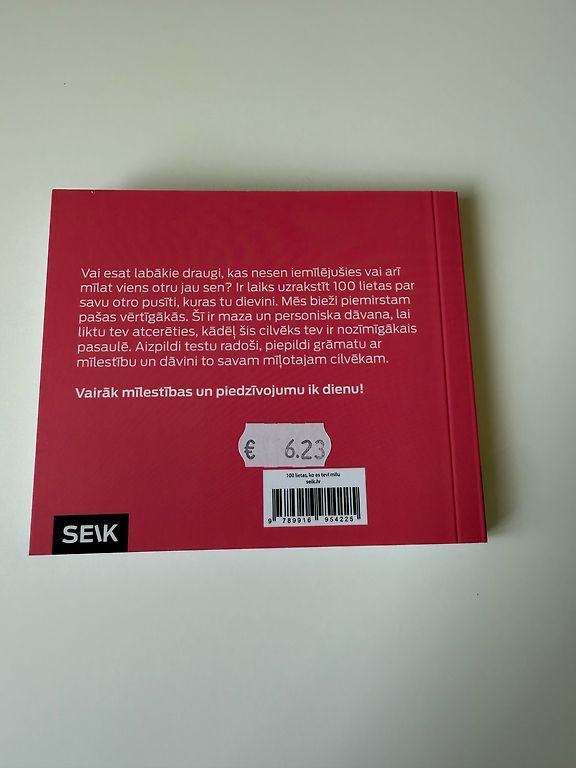 Vai esat labākie draugi, kas nesen iemīlējušies vai arī
mīlat viens otru jau sen? Ir laiks uzrakstīt 100 lietas par
savu otro pusīti, kuras tu dievini. Mēs bieži piemirstam
pašas vērtīgākās. Šī ir maza un personiska dāvana, lai
liktu tev atcerēties, kādēļ šis cilvēks tev ir nozīmīgākais
pasaulē. Aizpildi testu radoši, piepildi grāmatu ar
mīlestību un dāvini to savam mīļotajam cilvēkam.
Vairāk mīlestības un piedzīvojumu ik dienu!
€ 6.23
100 lietas, ko es tevī mīlu
seik.lv
9 789916 954225
SEIK